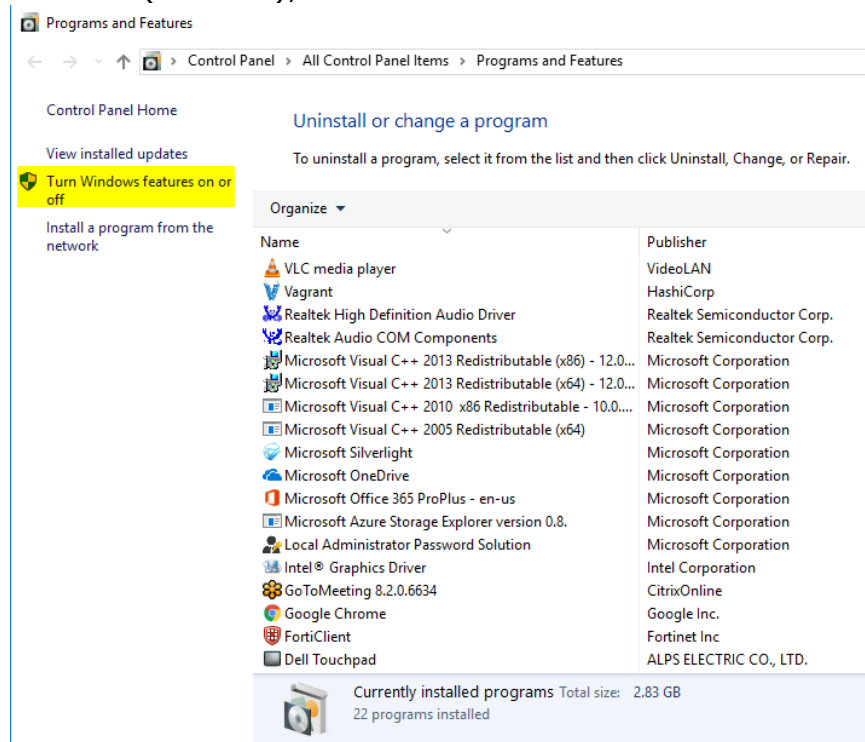 Programs and Features
Control Panel > All Control Panel Items > Programs and Features
Control Panel Home
View installed updates
Turn Windows features on or
off
Install a program from the
network
Uninstall or change a program
To uninstall a program, select it from the list and then click Uninstall, Change, or Repair.
Organize
Name Publisher
VLC media player VideoLAN
Vagrant HashiCorp
Realtek High Definition Audio Driver Realtek Semiconductor Corp.
Realtek Audio COM Components Realtek Semiconductor Corp.
Microsoft Visual C++ 2013 Redistributable (x86) - 12.0... Microsoft Corporation
Microsoft Visual C++ 2013 Redistributable (x64) - 12.0... Microsoft Corporation
Microsoft Visual C++ 2010 x86 Redistributable - 10.0.... Microsoft Corporation
Microsoft Visual C++ 2005 Redistributable (x64) Microsoft Corporation
Microsoft Silverlight Microsoft Corporation
Microsoft OneDrive Microsoft Corporation
Microsoft Office 365 ProPlus - en-us Microsoft Corporation
Microsoft Azure Storage Explorer version 0.8. Microsoft Corporation
Local Administrator Password Solution Microsoft Corporation
Intel® Graphics Driver Intel Corporation
GoToMeeting 8.2.0.6634 CitrixOnline
Google Chrome Google Inc.
FortiClient Fortinet Inc
Dell Touchpad ALPS ELECTRIC CO., LTD.
Currently installed programs Total size: 2.83 GB
22 programs installed